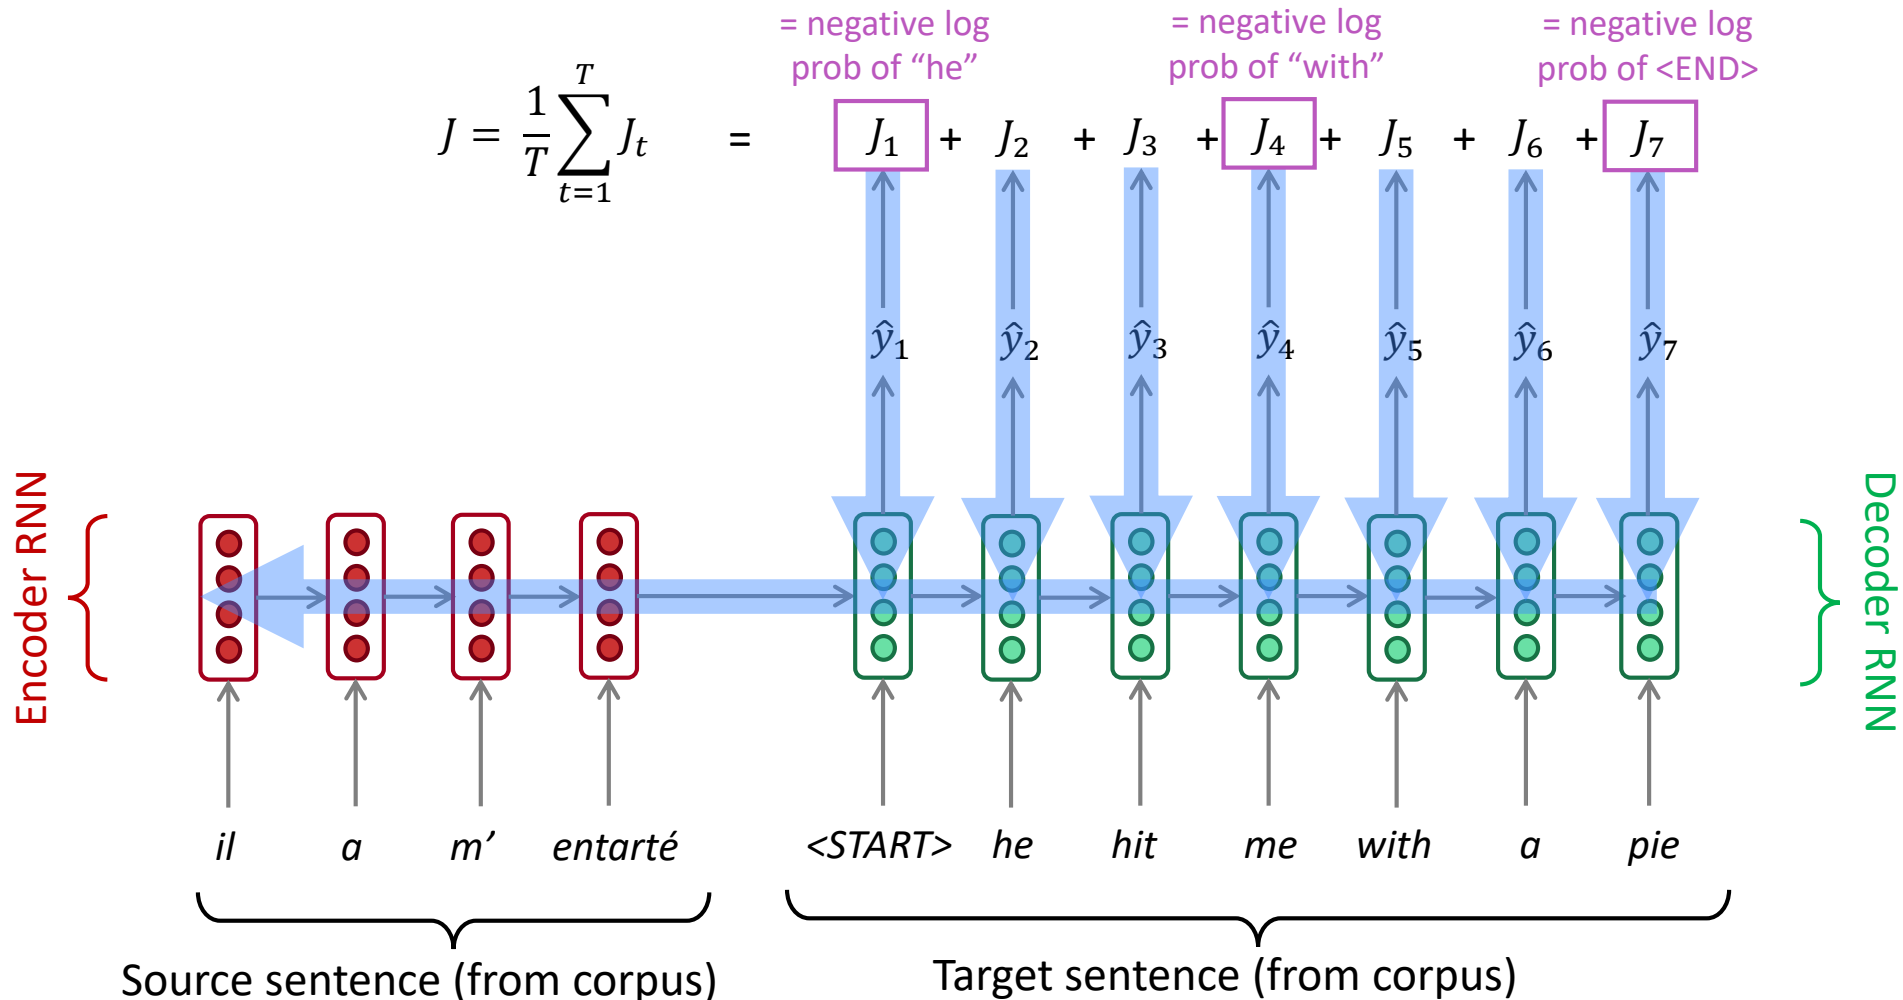 = negative log
prob of “he”
= negative log
prob of “with”
= negative log
prob of <END>
J = 1/T ∑_{t=1}^{T} J_t = J₁ + J₂ + J₃ + J₄ + J₅ + J₆ + J₇
ŷ₁ ŷ₂ ŷ₃ ŷ₄ ŷ₅ ŷ₆ ŷ₇
Encoder RNN
Decoder RNN
il a m’ entarté <START> he hit me with a pie
Source sentence (from corpus)
Target sentence (from corpus)